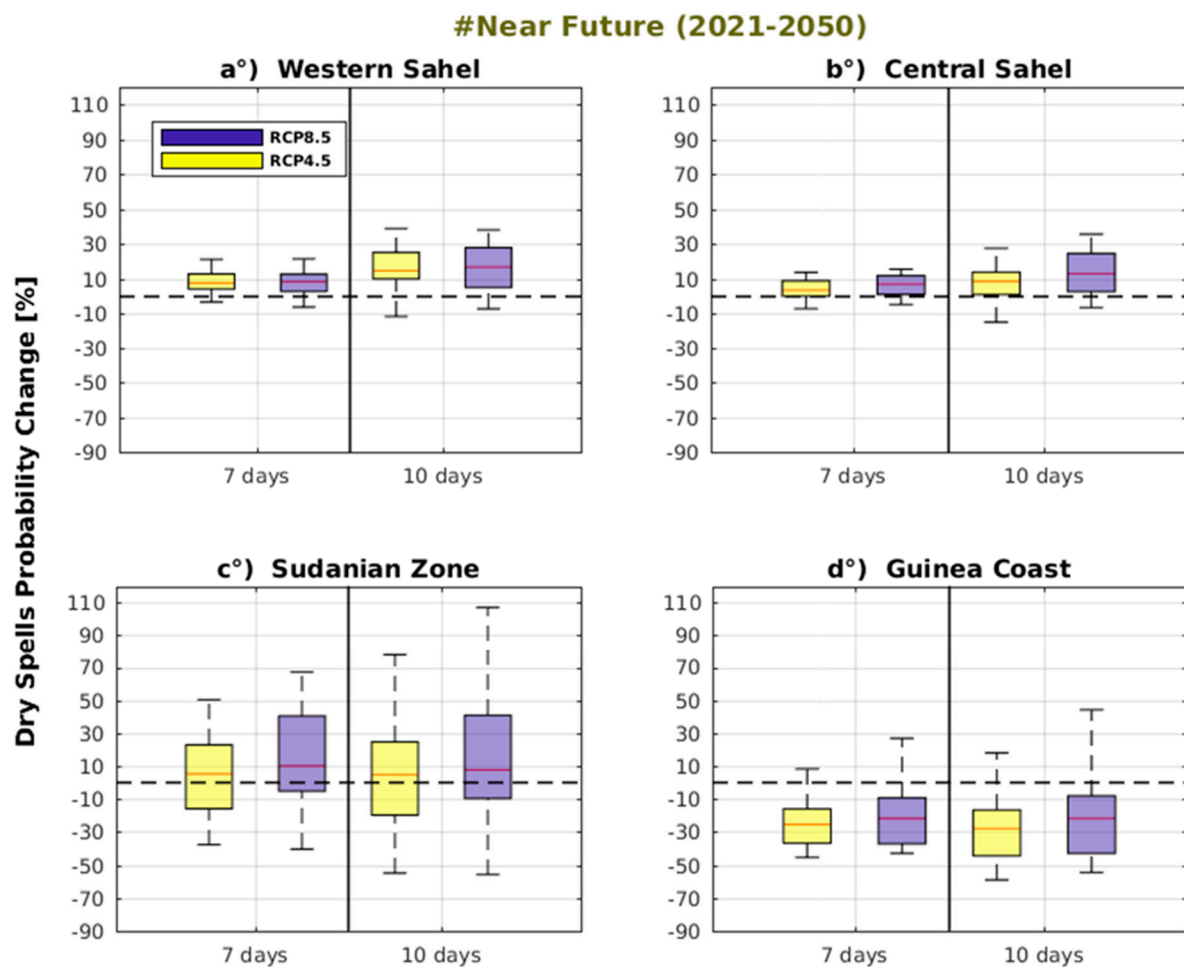 #Near Future (2021-2050)
a°) Western Sahel
110
90
70
50
30
10
-10
-30
-50
-70
-90
RCP8.5
RCP4.5
7 days
10 days
b°) Central Sahel
110
90
70
50
30
10
-10
-30
-50
-70
-90
7 days
10 days
Dry Spells Probability Change [%]
c°) Sudanian Zone
110
90
70
50
30
10
-10
-30
-50
-70
-90
7 days
10 days
d°) Guinea Coast
110
90
70
50
30
10
-10
-30
-50
-70
-90
7 days
10 days